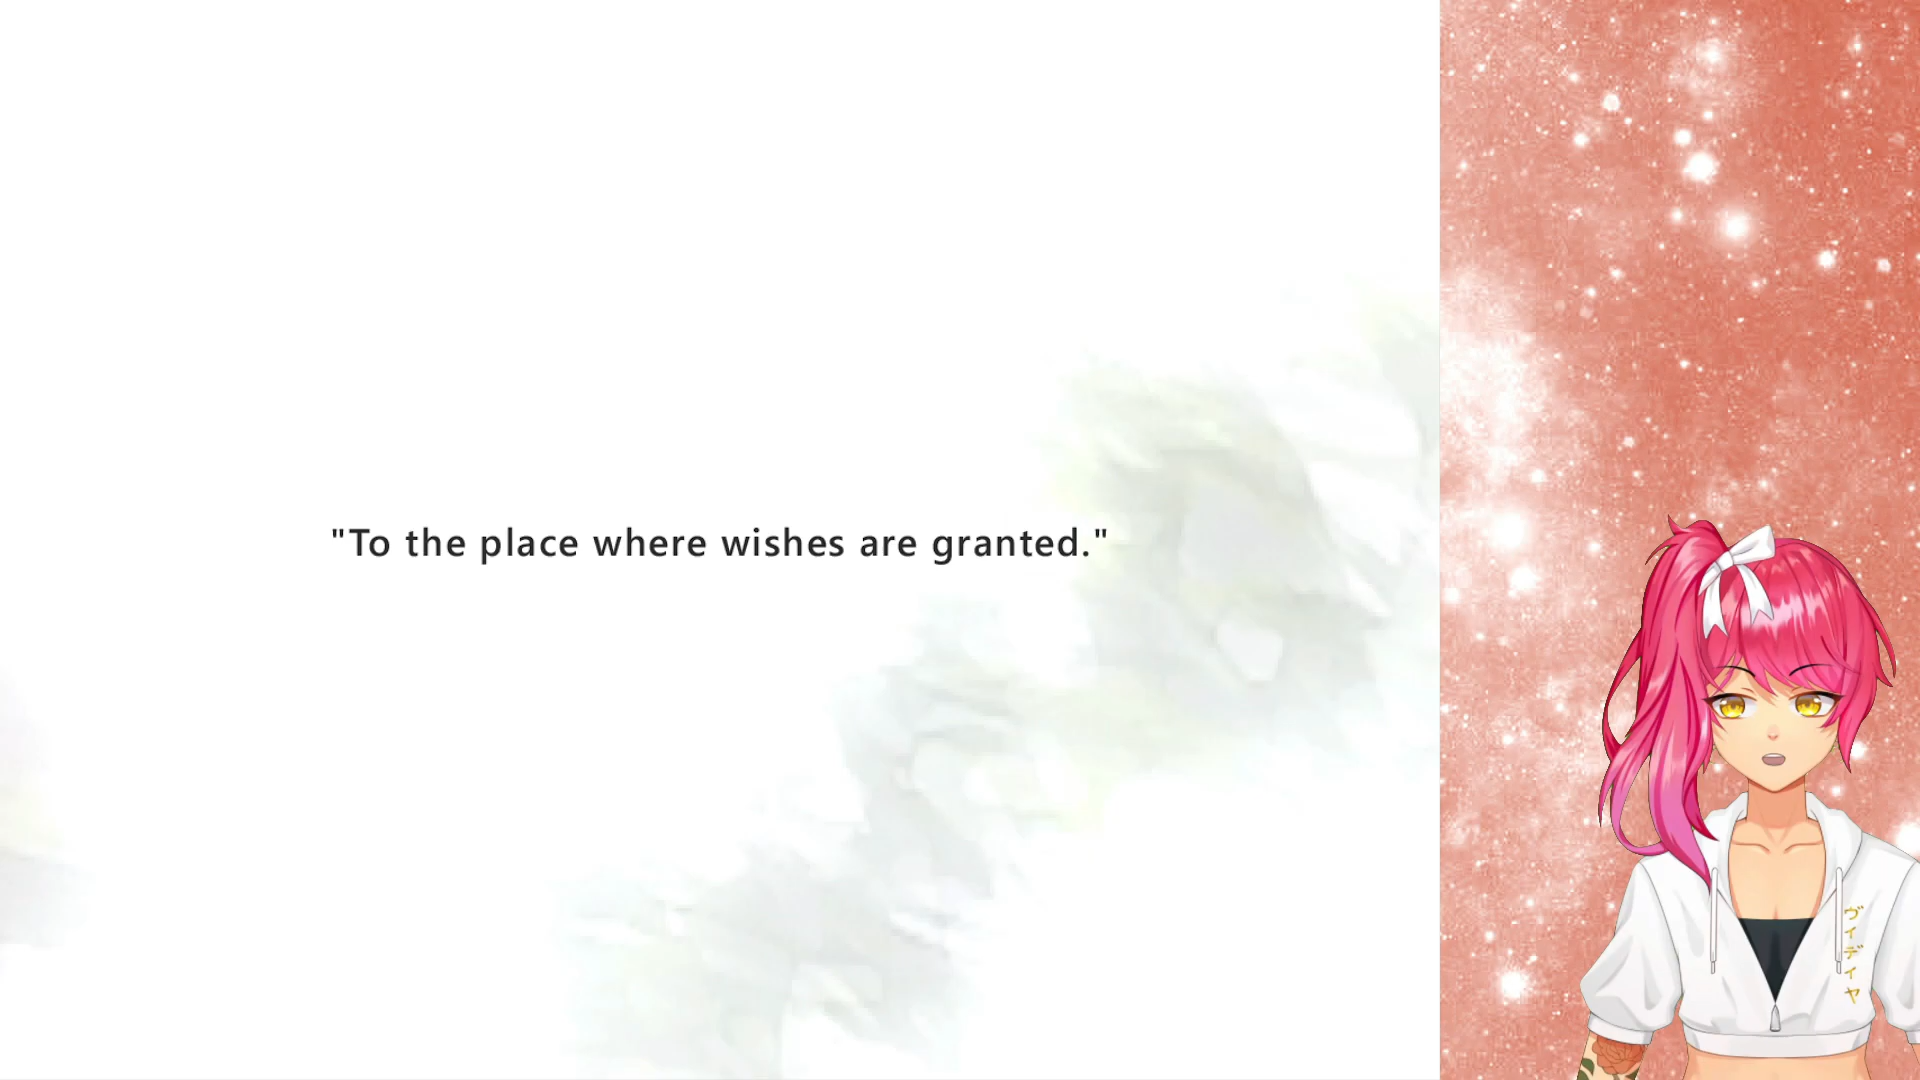 "To the place where wishes are granted."
ヴィディヤ